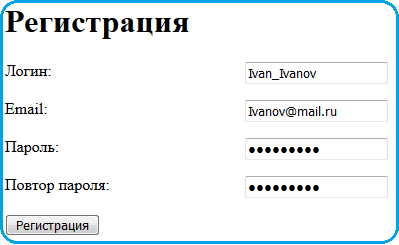 Регистрация
Логин: Ivan_Ivanov
Email: Ivanov@mail.ru
Пароль: ●●●●●●●●●
Повтор пароля: ●●●●●●●●●
Регистрация